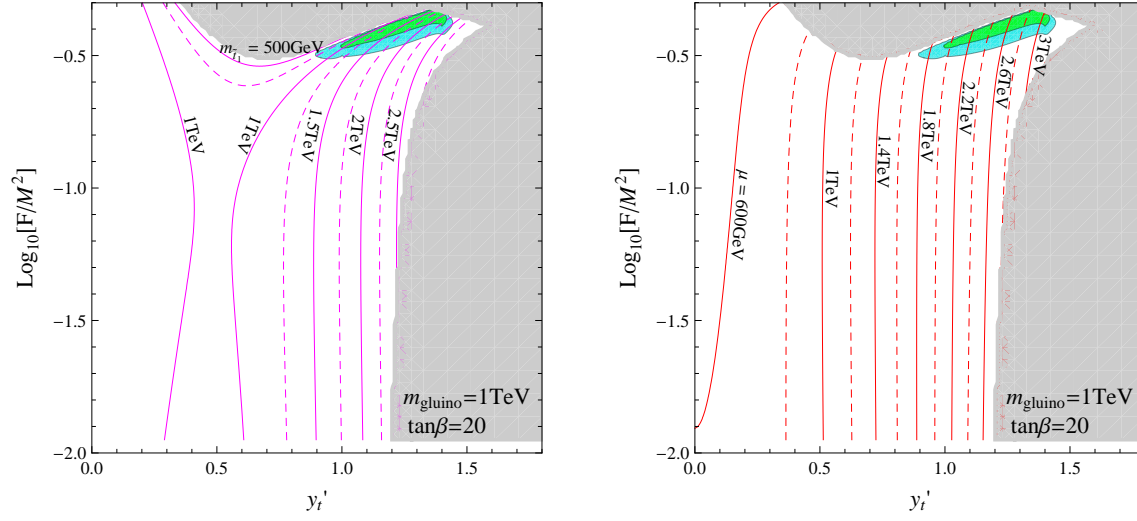 −0.5
−1.0
−1.5
−2.0
0.0
0.5
1.0
1.5
Log₁₀[F/M²]
yₜ'
m_t̃₁ = 500GeV
1TeV
1TeV
1.5TeV
2TeV
2.5TeV
m_gluino=1TeV
tanβ=20
−0.5
−1.0
−1.5
−2.0
0.0
0.5
1.0
1.5
Log₁₀[F/M²]
yₜ'
μ = 600GeV
1TeV
1.4TeV
1.8TeV
2.2TeV
2.6TeV
3TeV
m_gluino=1TeV
tanβ=20